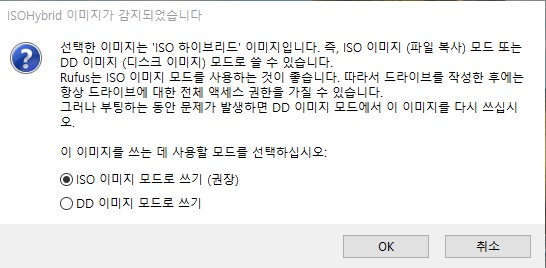 ISOHybrid 이미지가 감지되었습니다
선택한 이미지는 'ISO 하이브리드' 이미지입니다. 즉, ISO 이미지 (파일 복사) 모드 또는
DD 이미지 (디스크 이미지) 모드로 쓸 수 있습니다.
Rufus는 ISO 이미지 모드를 사용하는 것이 좋습니다. 따라서 드라이브를 작성한 후에는
항상 드라이브에 대한 전체 액세스 권한을 가질 수 있습니다.
그러나 부팅하는 동안 문제가 발생하면 DD 이미지 모드에서 이 이미지를 다시 쓰십시
오.
이 이미지를 쓰는 데 사용할 모드를 선택하십시오:
ISO 이미지 모드로 쓰기 (권장)
DD 이미지 모드로 쓰기
OK
취소